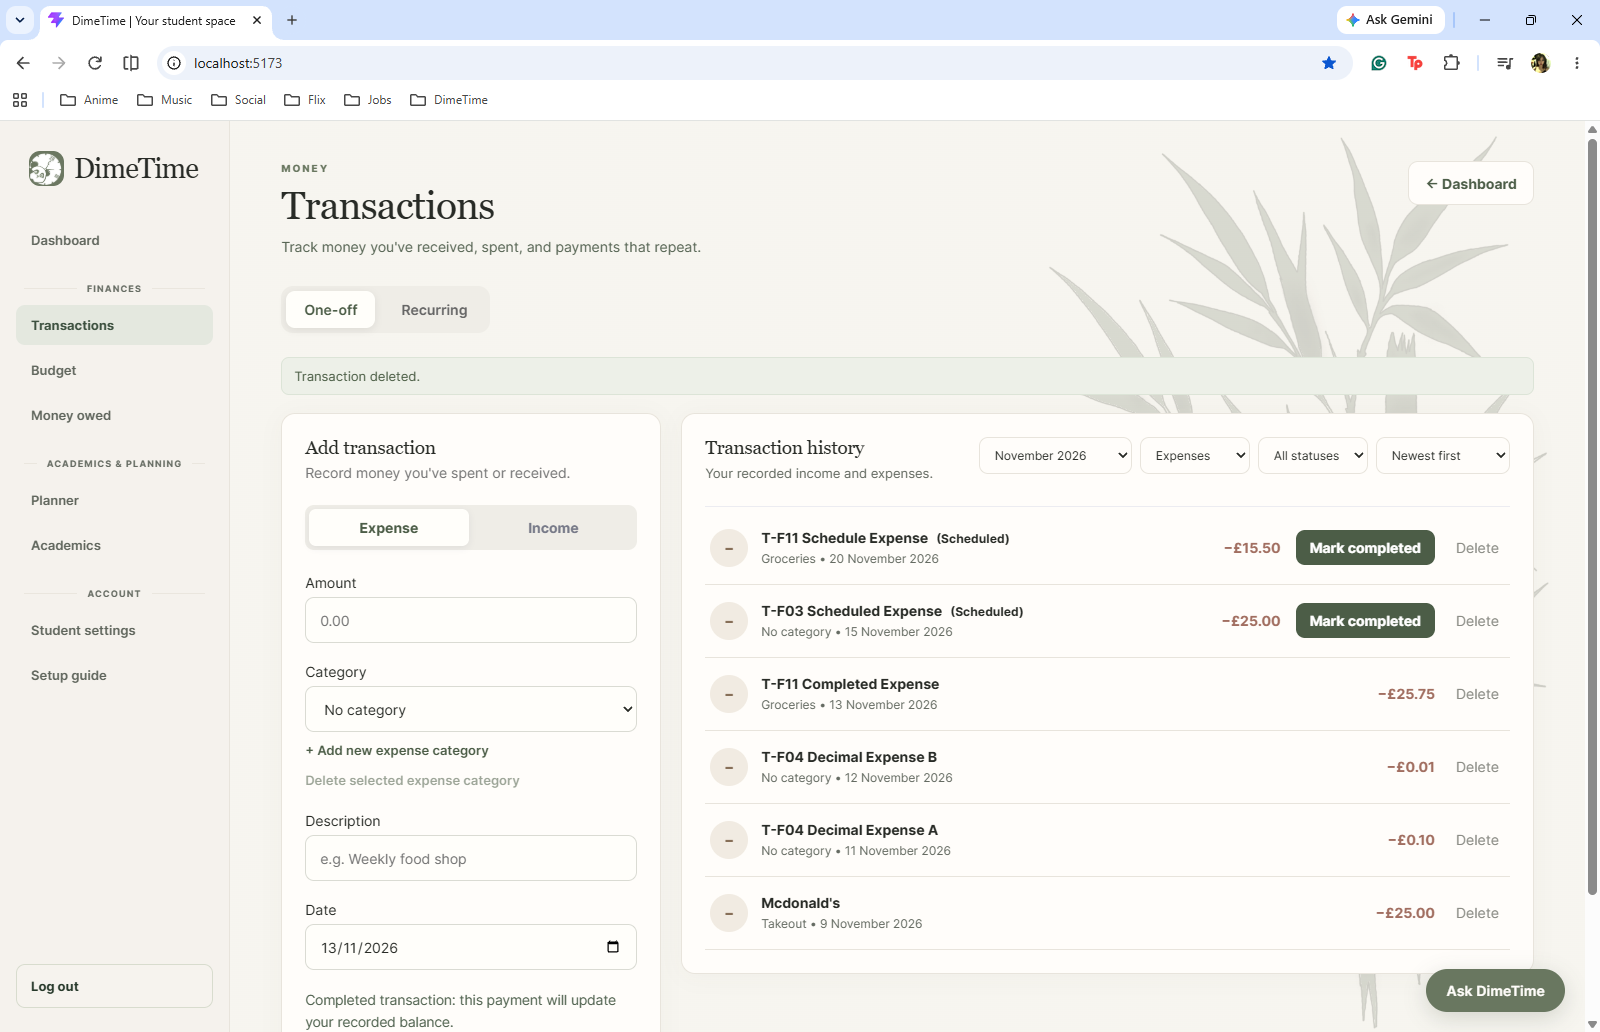 DimeTime | Your student space
Ask Gemini
localhost:5173
Anime
Music
Social
Flix
Jobs
DimeTime
DimeTime
Dashboard
FINANCES
Transactions
Budget
Money owed
ACADEMICS & PLANNING
Planner
Academics
ACCOUNT
Student settings
Setup guide
Log out
MONEY
Transactions
Track money you've received, spent, and payments that repeat.
← Dashboard
One-off
Recurring
Transaction deleted.
Add transaction
Record money you've spent or received.
Expense
Income
Amount
0.00
Category
No category
+ Add new expense category
Delete selected expense category
Description
e.g. Weekly food shop
Date
13/11/2026
Completed transaction: this payment will update
your recorded balance.
Transaction history
Your recorded income and expenses.
November 2026
Expenses
All statuses
Newest first
T-F11 Schedule Expense (Scheduled)
Groceries • 20 November 2026
−£15.50
Mark completed
Delete
T-F03 Scheduled Expense (Scheduled)
No category • 15 November 2026
−£25.00
Mark completed
Delete
T-F11 Completed Expense
Groceries • 13 November 2026
−£25.75
Delete
T-F04 Decimal Expense B
No category • 12 November 2026
−£0.01
Delete
T-F04 Decimal Expense A
No category • 11 November 2026
−£0.10
Delete
Mcdonald's
Takeout • 9 November 2026
−£25.00
Delete
Ask DimeTime